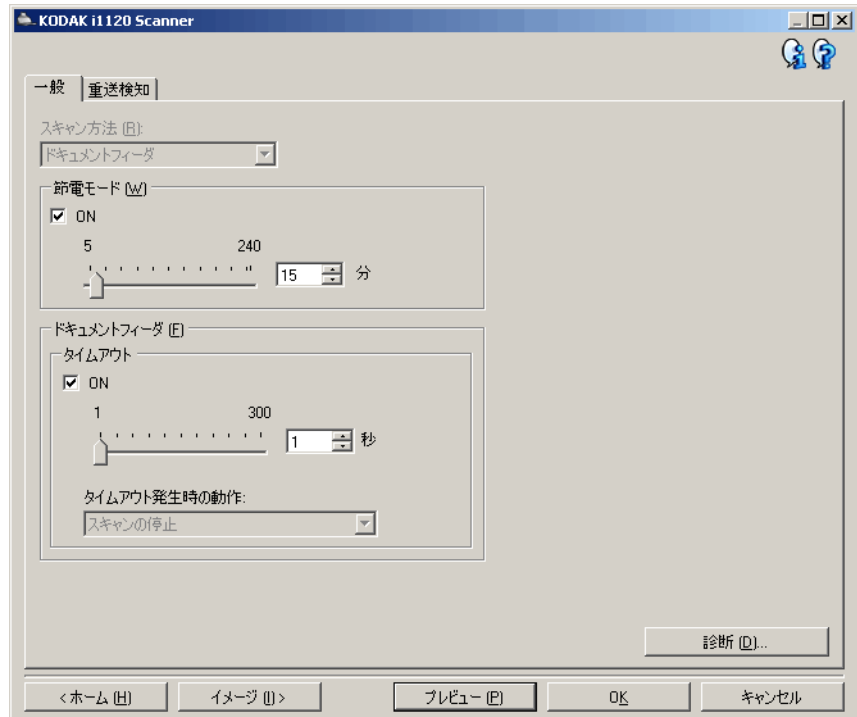 KODAK i1120 Scanner
一般
重送検知
スキャン方法 (R):
ドキュメントフィーダ
節電モード (W)
ON
5 240
15 分
ドキュメントフィーダ (F)
タイムアウト
ON
1 300
1 秒
タイムアウト発生時の動作:
スキャンの停止
診断 (D)...
<ホーム (H)
イメージ (I)>
プレビュー (P)
OK
キャンセル